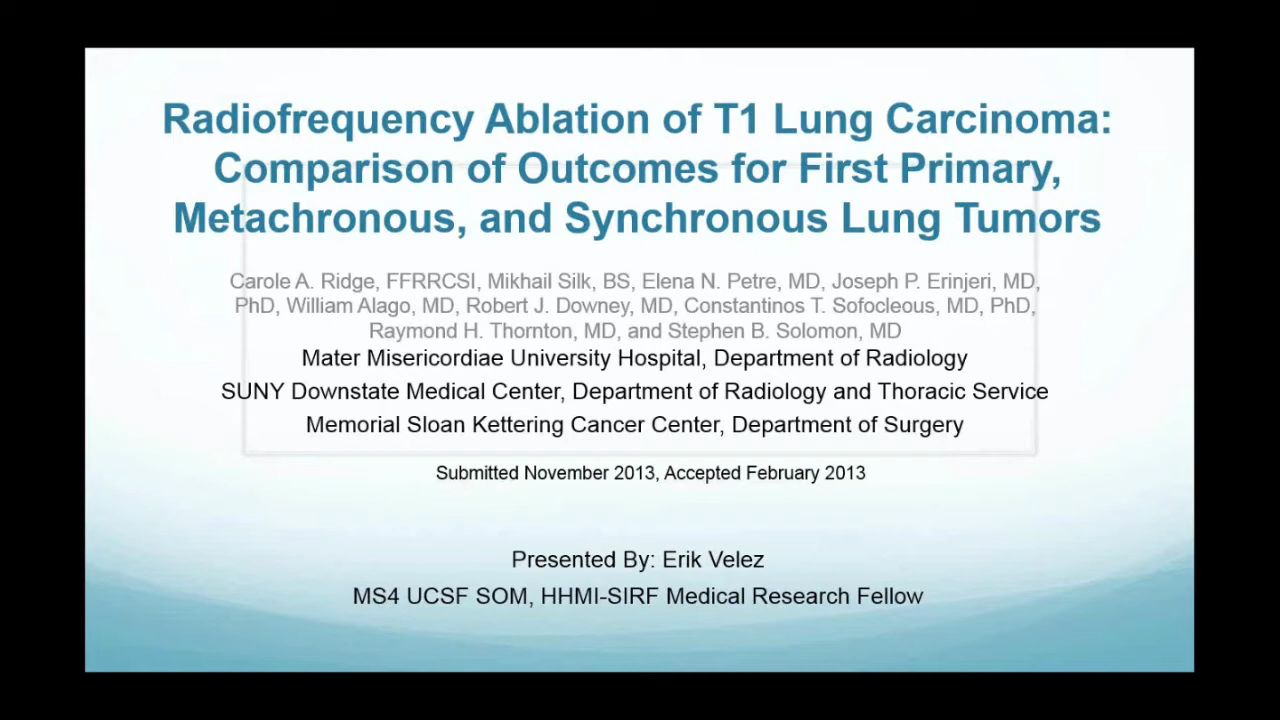 Radiofrequency Ablation of T1 Lung Carcinoma:
Comparison of Outcomes for First Primary,
Metachronous, and Synchronous Lung Tumors
Carole A. Ridge, FFRRCSI, Mikhail Silk, BS, Elena N. Petre, MD, Joseph P. Erinjeri, MD,
PhD, William Alago, MD, Robert J. Downey, MD, Constantinos T. Sofocleous, MD, PhD,
Raymond H. Thornton, MD, and Stephen B. Solomon, MD
Mater Misericordiae University Hospital, Department of Radiology
SUNY Downstate Medical Center, Department of Radiology and Thoracic Service
Memorial Sloan Kettering Cancer Center, Department of Surgery
Submitted November 2013, Accepted February 2013
Presented By: Erik Velez
MS4 UCSF SOM, HHMI-SIRF Medical Research Fellow